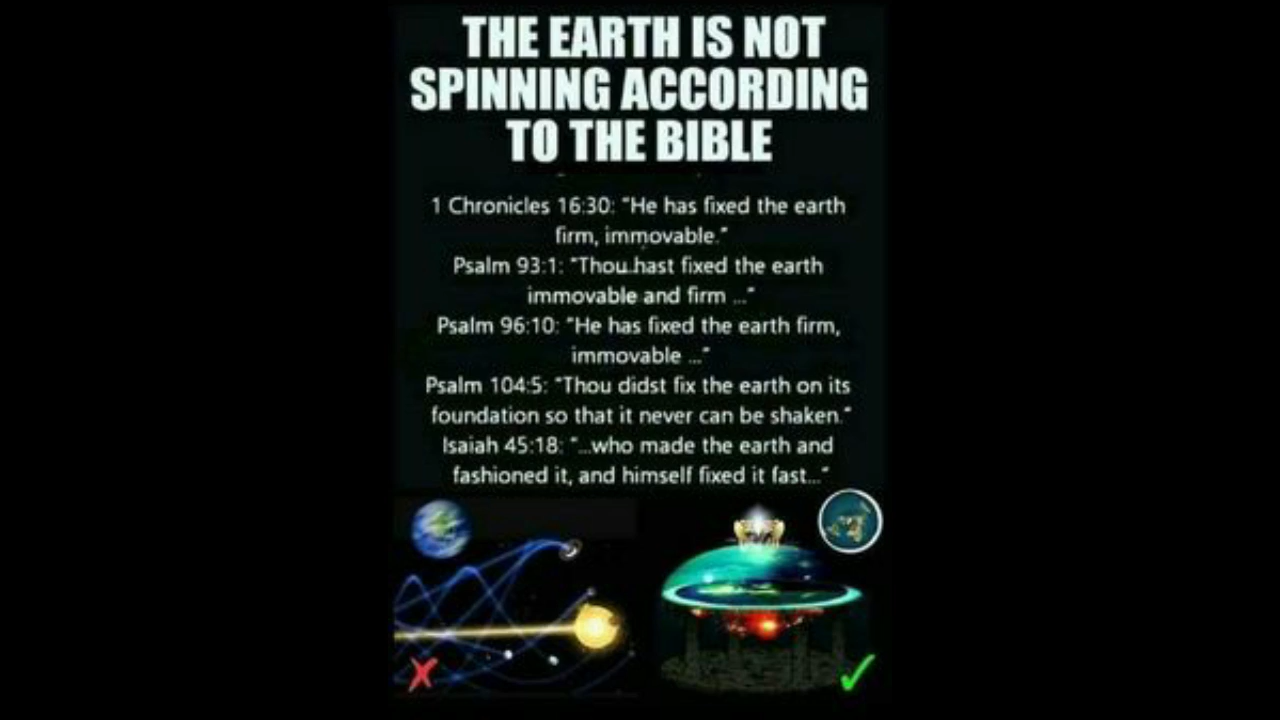 THE EARTH IS NOT
SPINNING ACCORDING
TO THE BIBLE
1 Chronicles 16:30: "He has fixed the earth
firm, immovable."
Psalm 93:1: "Thou hast fixed the earth
immovable and firm ..."
Psalm 96:10: "He has fixed the earth firm,
immovable ..."
Psalm 104:5: "Thou didst fix the earth on its
foundation so that it never can be shaken."
Isaiah 45:18: "...who made the earth and
fashioned it, and himself fixed it fast..."